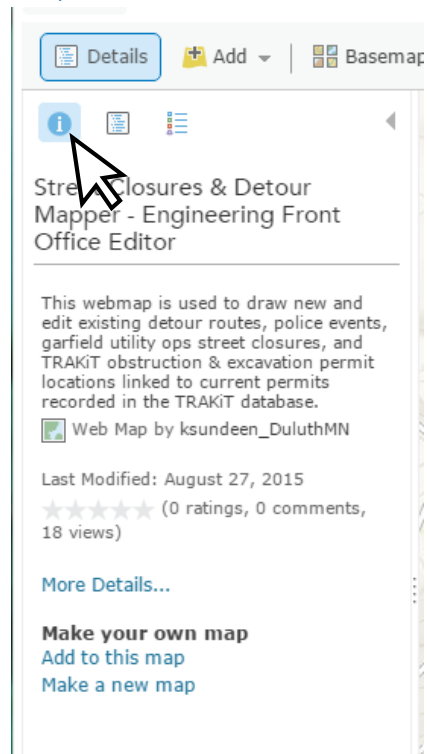 Details Add Basemap
Street Closures & Detour
Mapper - Engineering Front
Office Editor
This webmap is used to draw new and
edit existing detour routes, police events,
garfield utility ops street closures, and
TRAKiT obstruction & excavation permit
locations linked to current permits
recorded in the TRAKiT database.
Web Map by ksundeen_DuluthMN
Last Modified: August 27, 2015
(0 ratings, 0 comments,
18 views)
More Details...
Make your own map
Add to this map
Make a new map